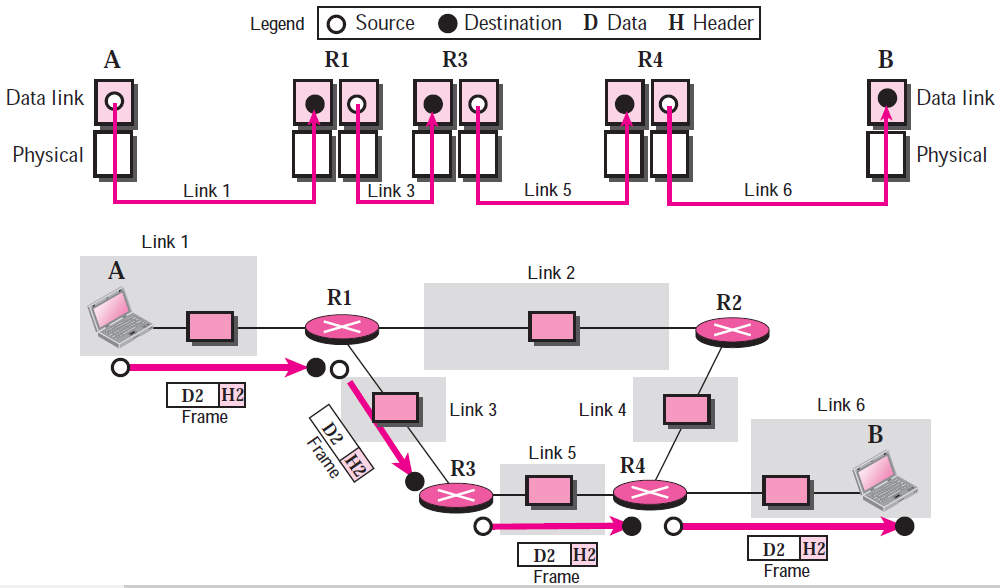 Legend Source Destination D Data H Header
A R1 R3 R4 B
Data link Data link
Physical Physical
Link 1 Link 3 Link 5 Link 6
Link 1
A
Link 2
R1 R2
D2 H2
Frame
Link 3
D2 H2
Frame
Link 4
Link 6
B
R3
Link 5
R4
D2 H2
Frame
D2 H2
Frame